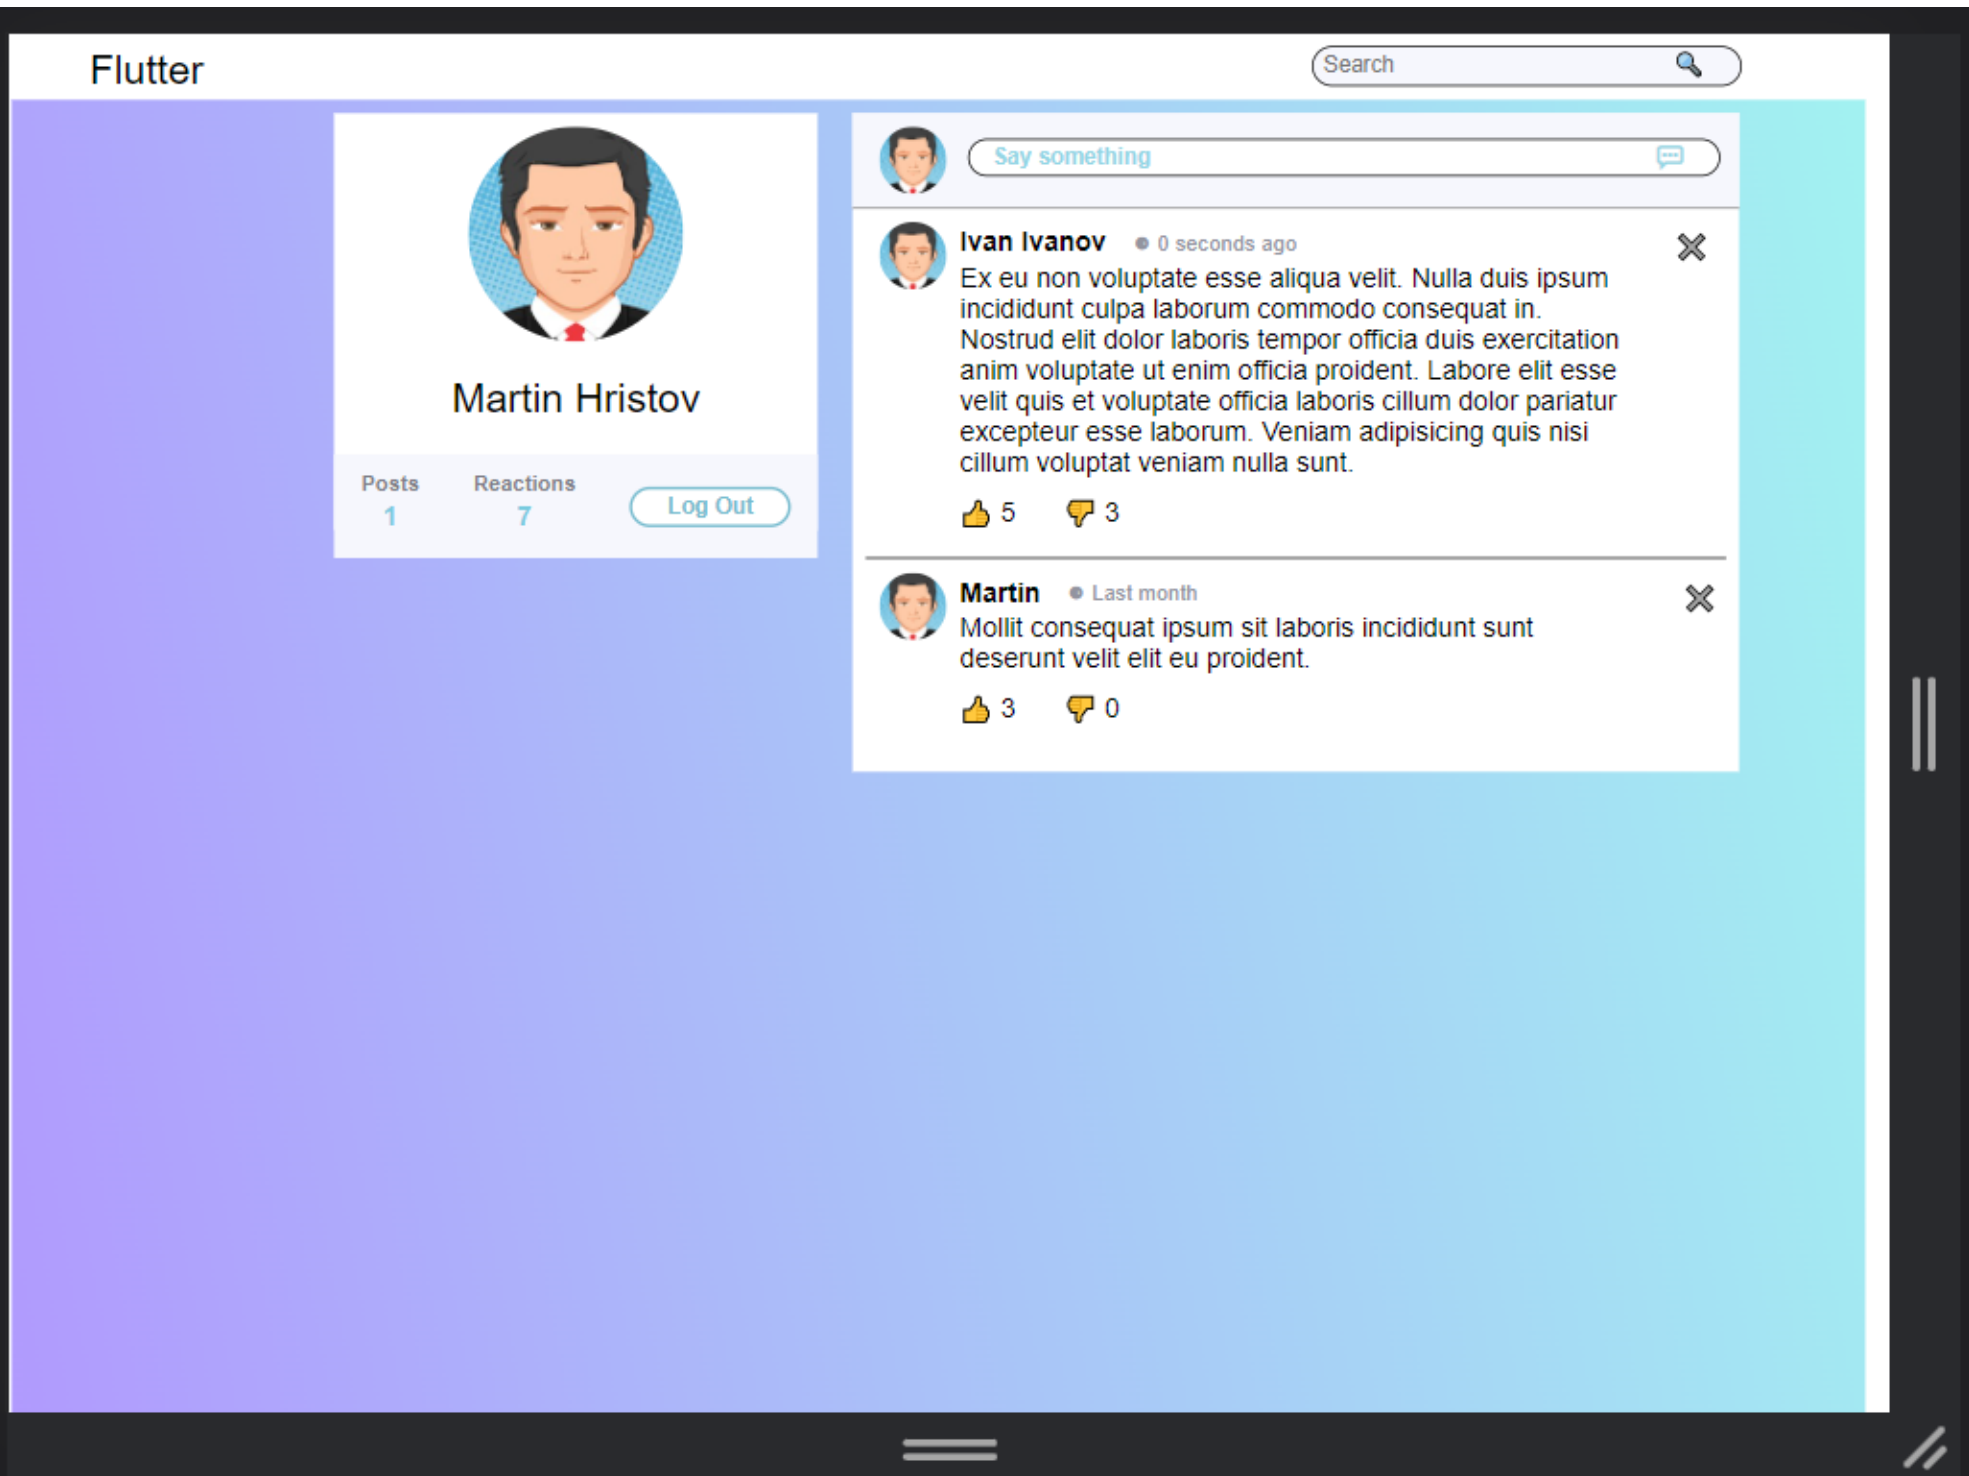 Flutter
Search
Martin Hristov
Posts
1
Reactions
7
Log Out
Say something
Ivan Ivanov
0 seconds ago
Ex eu non voluptate esse aliqua velit. Nulla duis ipsum
incididunt culpa laborum commodo consequat in.
Nostrud elit dolor laboris tempor officia duis exercitation
anim voluptate ut enim officia proident. Labore elit esse
velit quis et voluptate officia laboris cillum dolor pariatur
excepteur esse laborum. Veniam adipisicing quis nisi
cillum voluptat veniam nulla sunt.
5
3
Martin
Last month
Mollit consequat ipsum sit laboris incididunt sunt
deserunt velit elit eu proident.
3
0